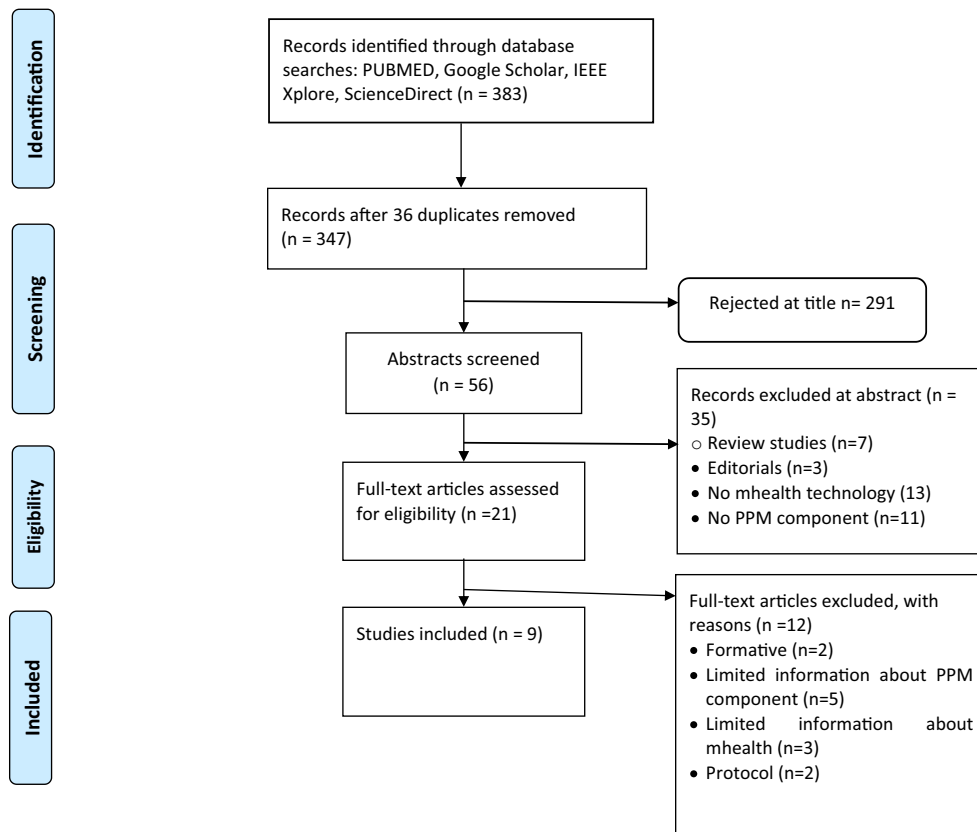 Identification
Records identified through database
searches: PUBMED, Google Scholar, IEEE
Xplore, ScienceDirect (n = 383)
Records after 36 duplicates removed
(n = 347)
Screening
Rejected at title n= 291
Abstracts screened
(n = 56)
Records excluded at abstract (n =
35)
○ Review studies (n=7)
• Editorials (n=3)
• No mhealth technology (13)
• No PPM component (n=11)
Eligibility
Full-text articles assessed
for eligibility (n =21)
Full-text articles excluded, with
reasons (n =12)
• Formative (n=2)
• Limited information about PPM
component (n=5)
• Limited information about
mhealth (n=3)
• Protocol (n=2)
Included
Studies included (n = 9)